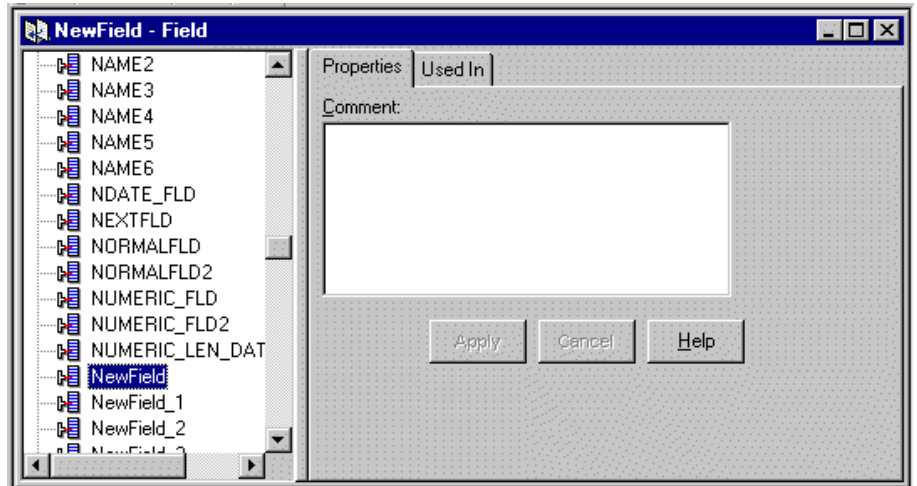 NewField - Field
NAME2
NAME3
NAME4
NAME5
NAME6
NDATE_FLD
NEXTFLD
NORMALFLD
NORMALFLD2
NUMERIC_FLD
NUMERIC_FLD2
NUMERIC_LEN_DAT
NewField
NewField_1
NewField_2
Properties
Used In
Comment:
Apply
Cancel
Help